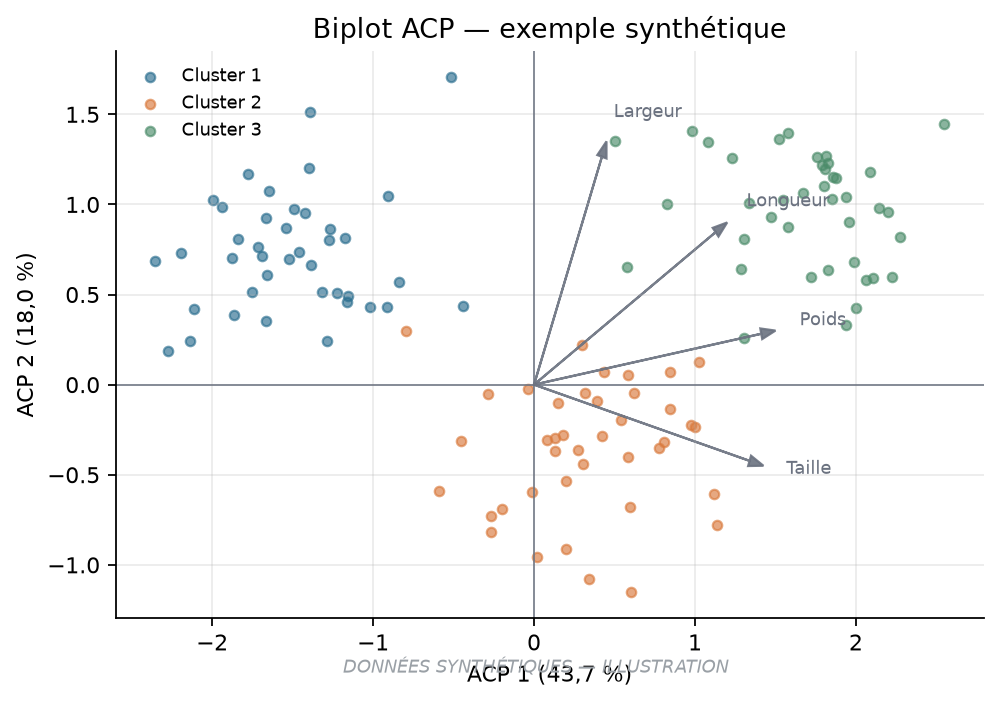 Biplot ACP — exemple synthétique
Cluster 1
Cluster 2
Cluster 3
Largeur
Longueur
Poids
Taille
ACP 2 (18,0 %)
1.5
1.0
0.5
0.0
−0.5
−1.0
−2 −1 0 1 2
DONNÉES SYNTHÉTIQUES — ILLUSTRATION
ACP 1 (43,7 %)